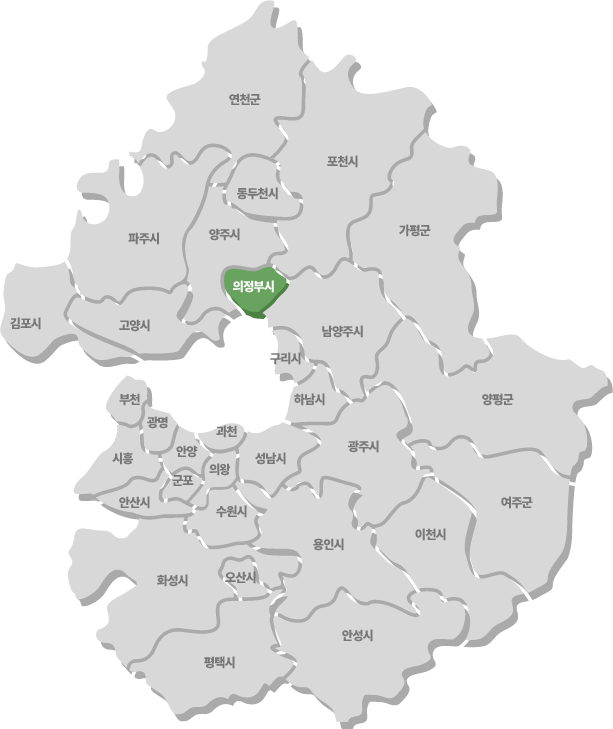 연천군
포천시
동두천시
가평군
양주시
파주시
의정부시
김포시
고양시
남양주시
구리시
양평군
부천
하남시
광명
과천
광주시
안양
시흥
성남시
의왕
군포
안산시
여주군
수원시
이천시
용인시
화성시
오산시
안성시
평택시